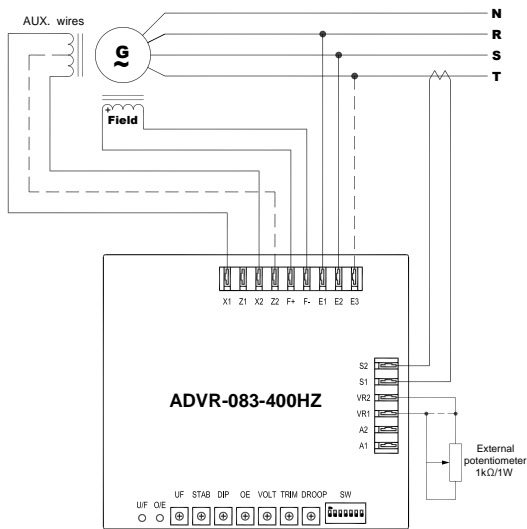 AUX. wires
N
R
S
T
G
~
+
Field
X1 Z1 X2 Z2 F+ F- E1 E2 E3
S2
S1
VR2
VR1
A2
A1
ADVR-083-400HZ
External
potentiometer
1kΩ/1W
U/F O/E UF STAB DIP OE VOLT TRIM DROOP SW